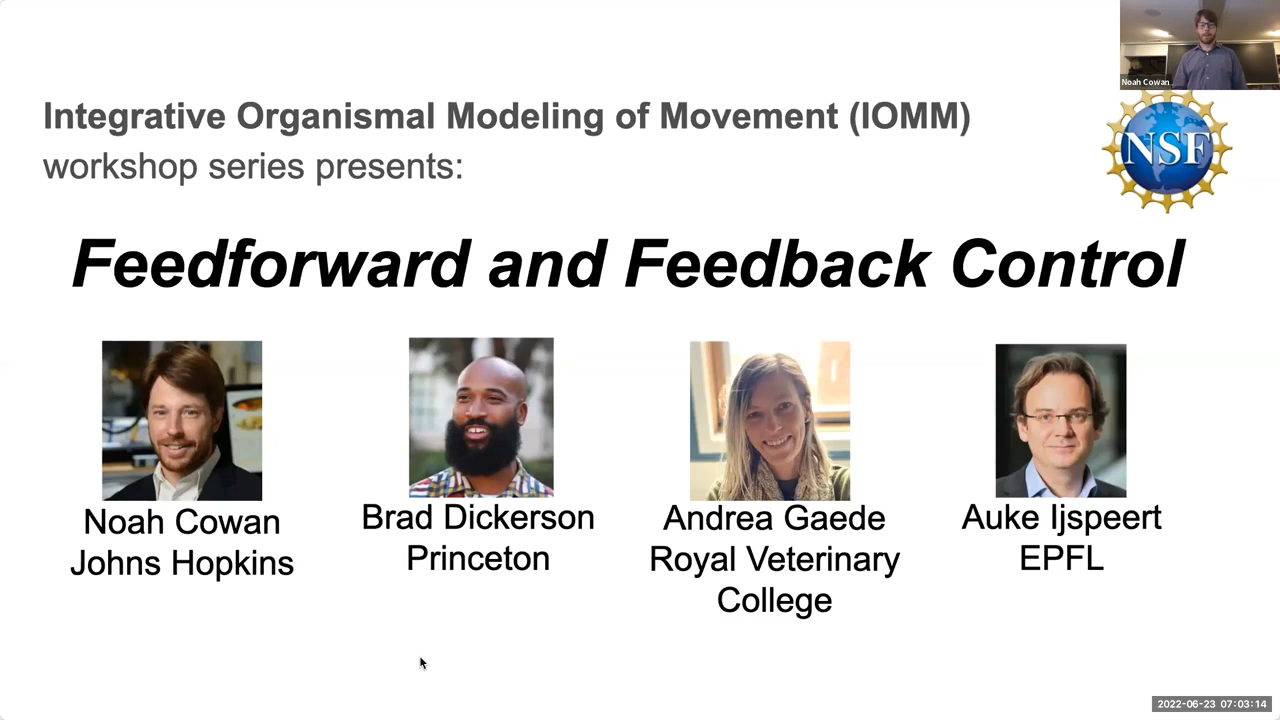 Noah Cowan
Integrative Organismal Modeling of Movement (IOMM)
workshop series presents:
NSF
Feedforward and Feedback Control
Noah Cowan
Johns Hopkins
Brad Dickerson
Princeton
Andrea Gaede
Royal Veterinary
College
Auke Ijspeert
EPFL
2022-06-23 07:03:14